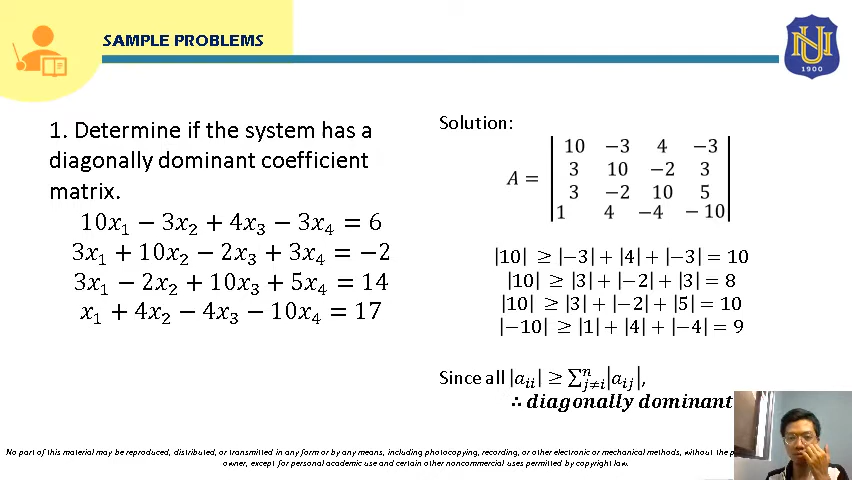 SAMPLE PROBLEMS
NU
1900
1. Determine if the system has a
diagonally dominant coefficient
matrix.
10x₁ − 3x₂ + 4x₃ − 3x₄ = 6
3x₁ + 10x₂ − 2x₃ + 3x₄ = −2
3x₁ − 2x₂ + 10x₃ + 5x₄ = 14
x₁ + 4x₂ − 4x₃ − 10x₄ = 17
Solution:
A = | 10 −3 4 −3 |
| 3 10 −2 3 |
| 3 −2 10 5 |
| 1 4 −4 −10 |
|10| ≥ |−3| + |4| + |−3| = 10
|10| ≥ |3| + |−2| + |3| = 8
|10| ≥ |3| + |−2| + |5| = 10
|−10| ≥ |1| + |4| + |−4| = 9
Since all |aᵢᵢ| ≥ ∑ⁿⱼ≠ᵢ|aᵢⱼ|,
∴ diagonally dominant
No part of this material may be reproduced, distributed, or transmitted in any form or by any means, including photocopying, recording, or other electronic or mechanical methods, without the
owner, except for personal academic use and certain other noncommercial uses permitted by copyright law.